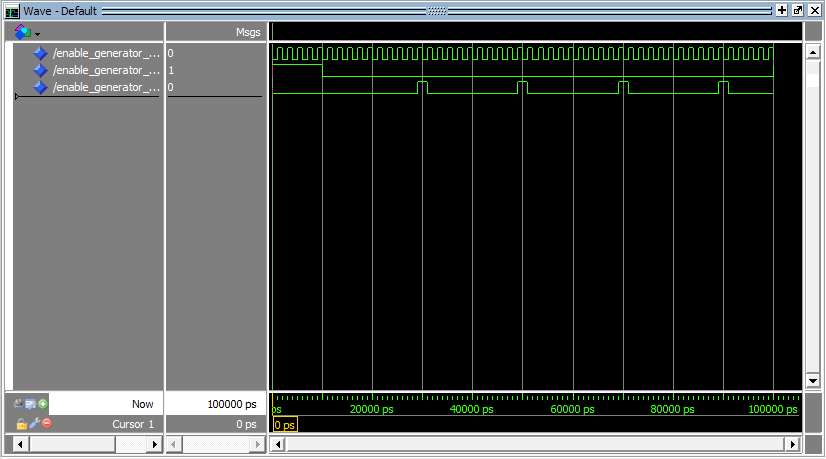 Wave - Default
Msgs
/enable_generator_... 0
/enable_generator_... 1
/enable_generator_... 0
Now 100000 ps
ps 20000 ps 40000 ps 60000 ps 80000 ps 100000 ps
Cursor 1 0 ps
0 ps